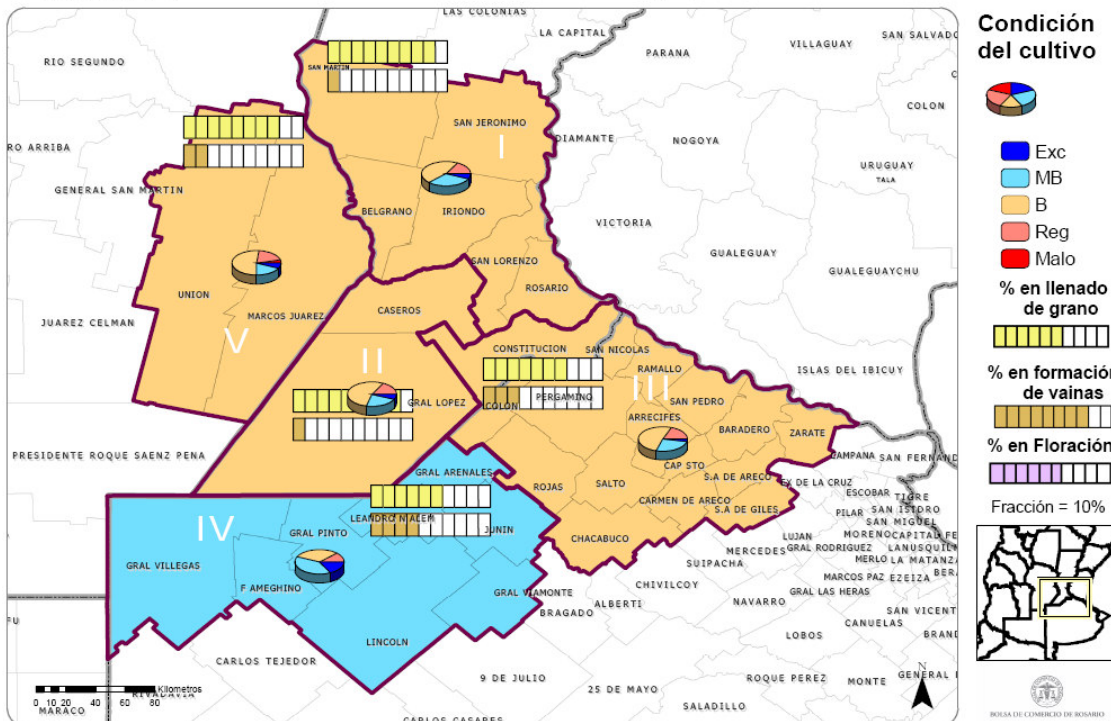 LAS COLONIAS
LA CAPITAL
RIO SEGUNDO
PARANA
VILLAGUAY
SAN SALVADO
COLON
SAN MARTIN
SAN JERONIMO
I
DIAMANTE
NOGOYA
RO ARRIBA
GENERAL SAN MARTIN
URUGUAY
TALA
BELGRANO
IRIONDO
VICTORIA
GUALEGUAY
GUALEGUAYCHU
SAN LORENZO
ROSARIO
UNION
MARCOS JUAREZ
JUAREZ CELMAN
V
CASEROS
II
CONSTITUCION
SAN NICOLAS
RAMALLO
III
ISLAS DEL IBICUY
GRAL LOPEZ
COLON
PERGAMINO
SAN PEDRO
ARRECIFES
BARADERO
ZARATE
PRESIDENTE ROQUE SAENZ PENA
CAMPANA
SAN FERNAND
CAP STO
S.A DE ARECO
EX DE LA CRUZ
GRAL ARENALES
ROJAS
SALTO
CARMEN DE ARECO
S.A DE GILES
ESCOBAR
TIGRE
PILAR
SAN ISIDRO
SAN MIGUEL
IV
LEANDRO N ALEM
JUNIN
GRAL PINTO
CHACABUCO
LUJAN
MORENO
CAPITAL FE
MERCEDES
GRAL RODRIGUEZ
LANUS
QUILM
SUIPACHA
MERLO
LA MATANZA
GRAL VILLEGAS
F AMEGHINO
CHIVILCOY
MARCOS PAZ
EZEIZA
BERA
GRAL VIAMONTE
ALBERTI
NAVARRO
GRAL LAS HERAS
BRAGADO
SAN VICENT
CANUELAS
LINCOLN
LOBOS
BRAND
CARLOS TEJEDOR
9 DE JULIO
ROQUE PEREZ
MONTE
GENERAL
25 DE MAYO
RIVADAVIA
MARACO
SALADILLO
CARLOS CASARES
Kilometros
0 10 20 40 60 80
N
Condición
del cultivo
Exc
MB
B
Reg
Malo
% en llenado
de grano
% en formación
de vainas
% en Floración
Fracción = 10%
BOLSA DE COMERCIO DE ROSARIO